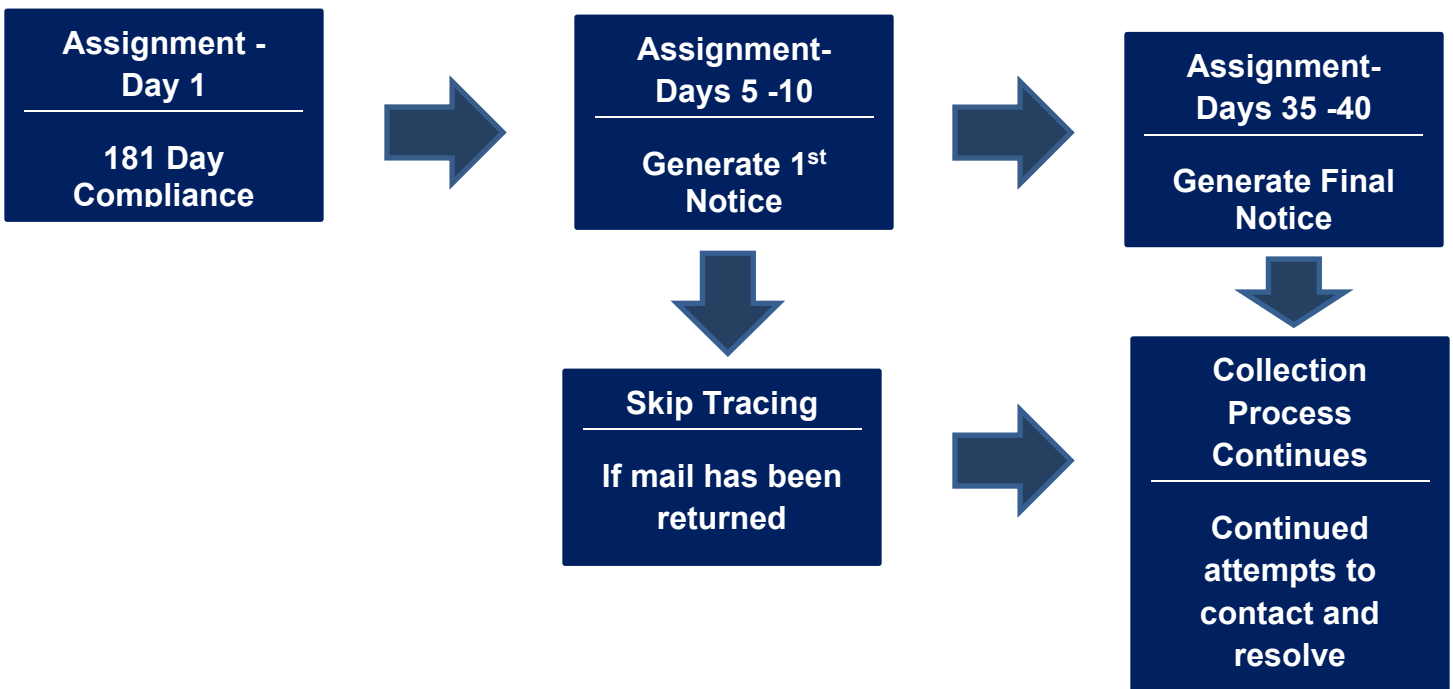 Assignment -
Day 1
181 Day
Compliance
Assignment-
Days 5 -10
Generate 1st
Notice
Assignment-
Days 35 -40
Generate Final
Notice
Skip Tracing
If mail has been
returned
Collection
Process
Continues
Continued
attempts to
contact and
resolve